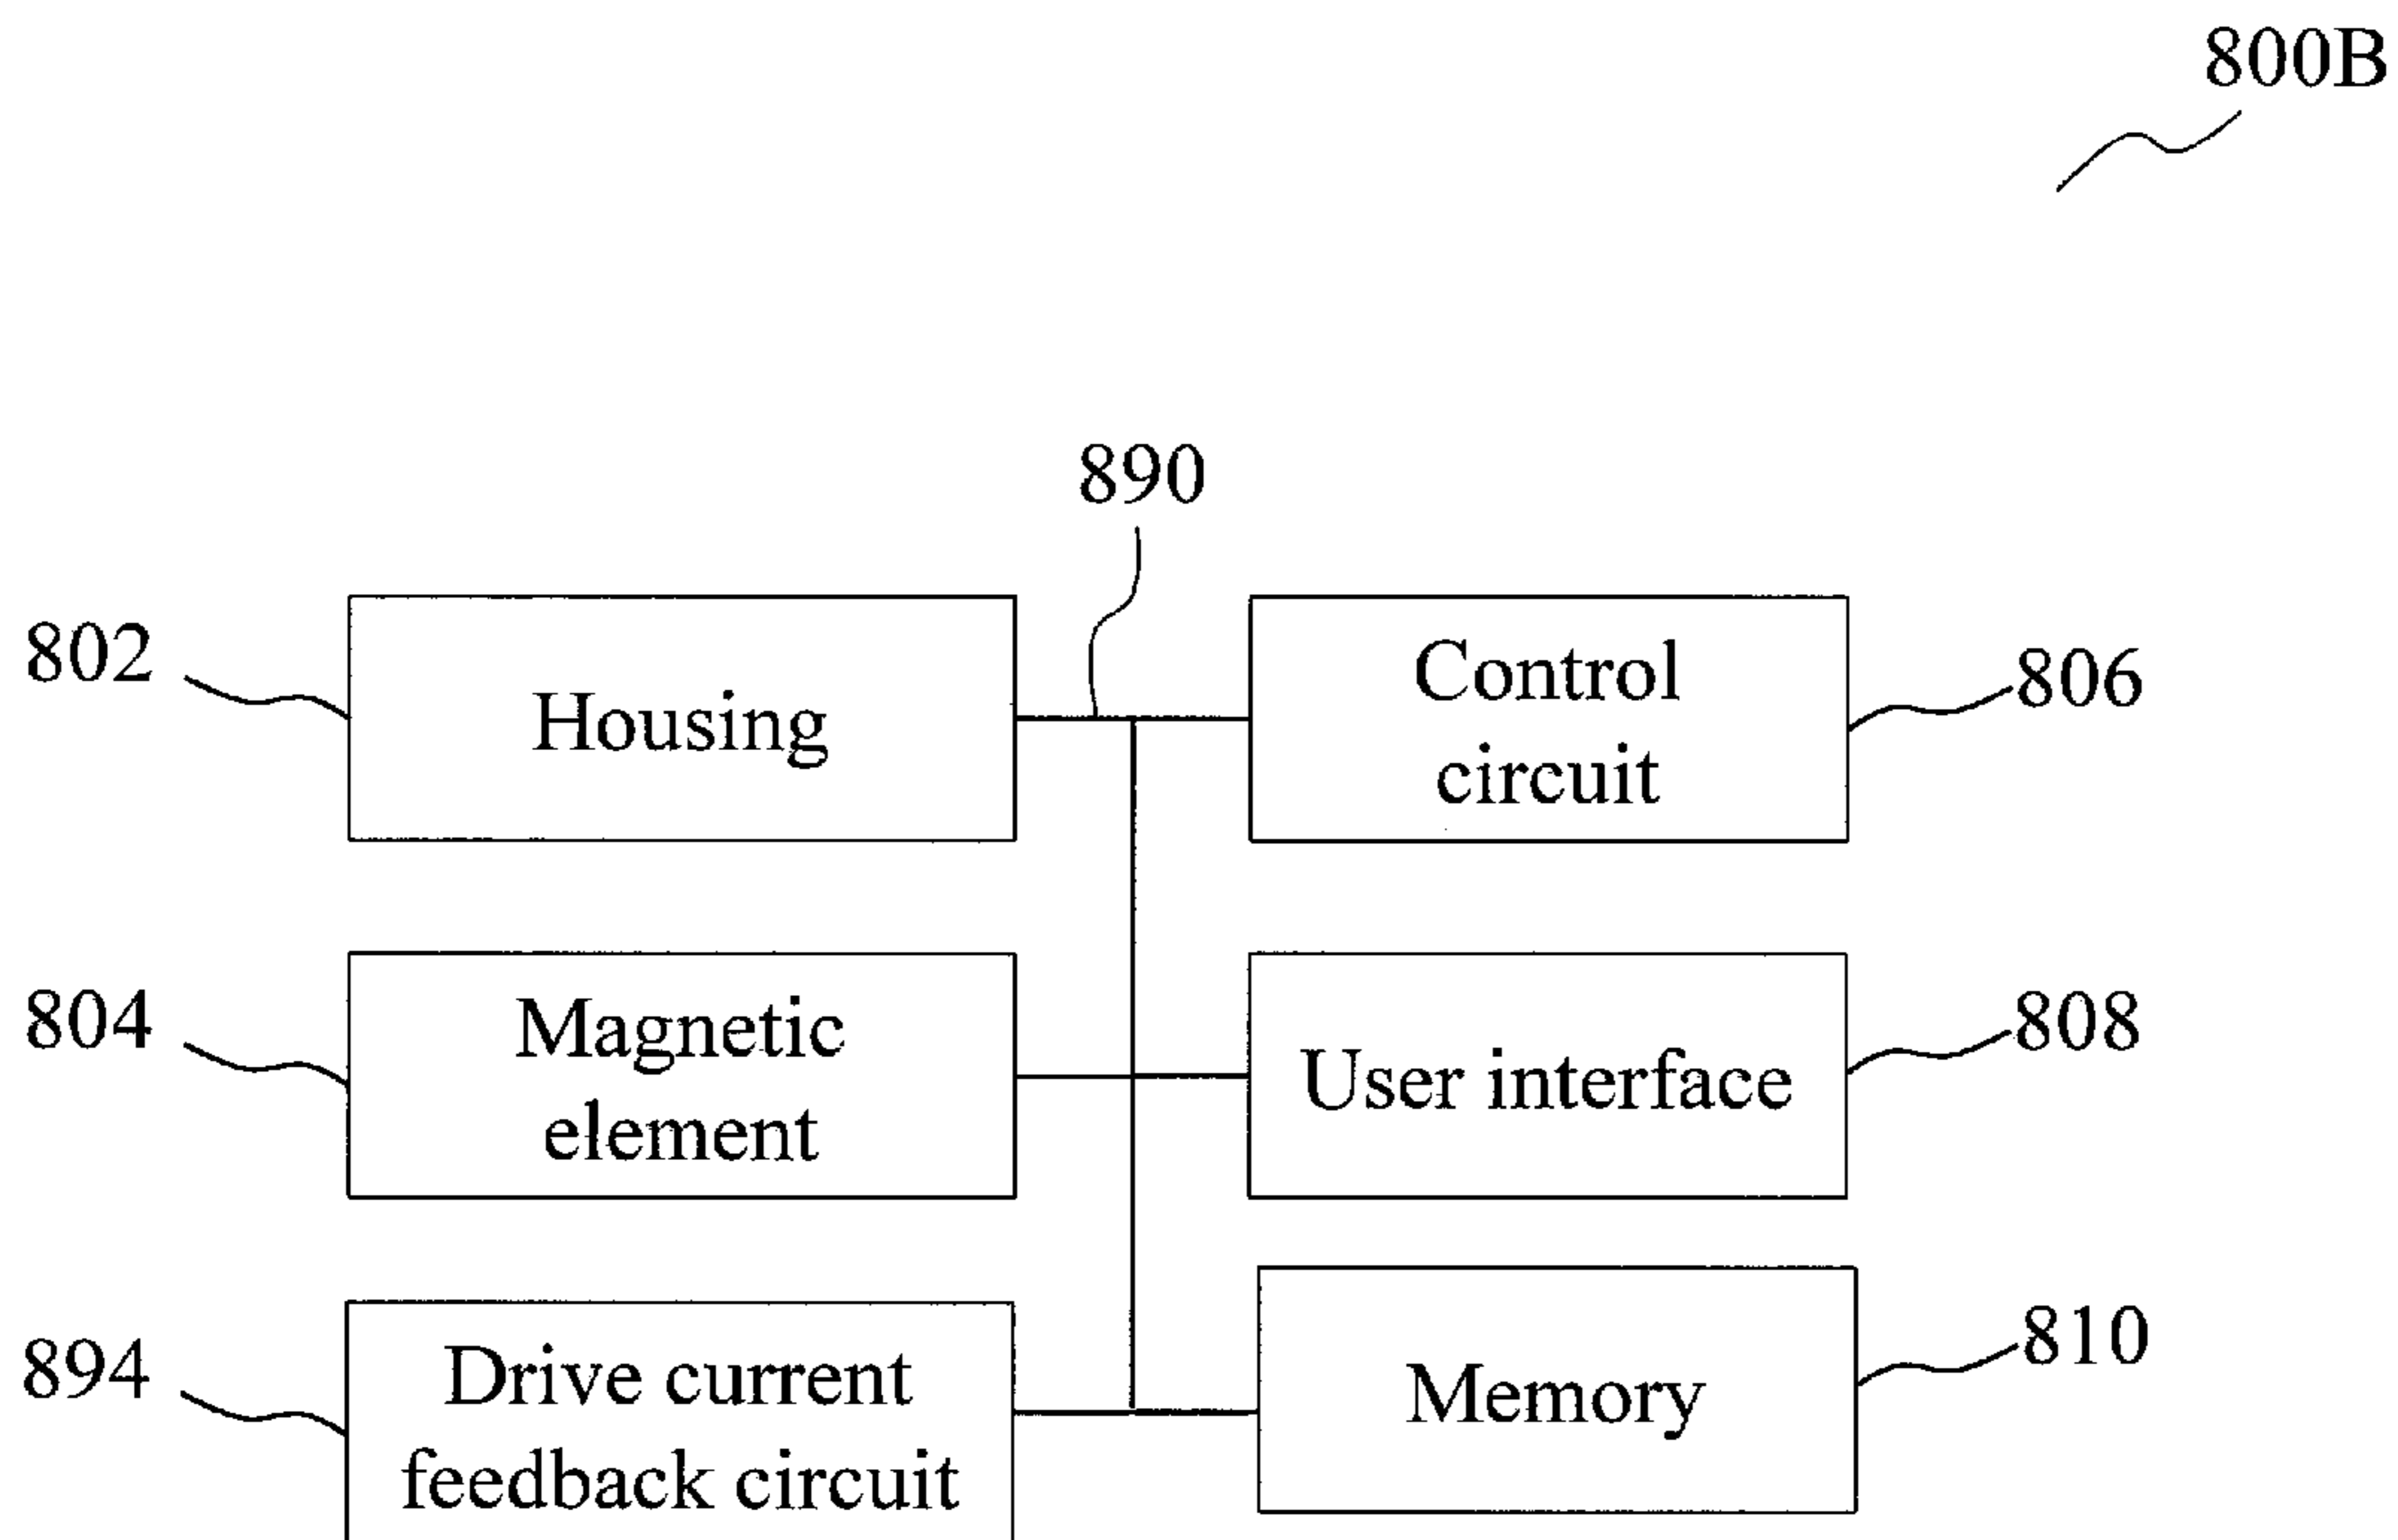 800B
890
802
Housing
Control
circuit
806
804
Magnetic
element
User interface
808
894
Drive current
feedback circuit
Memory
810